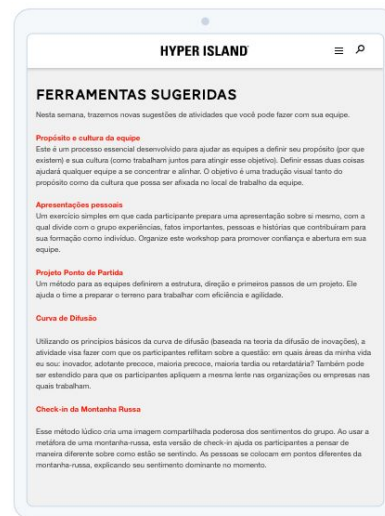 HYPER ISLAND
FERRAMENTAS SUGERIDAS
Nesta semana, trazemos novas sugestões de atividades que você pode fazer com sua equipe.
Propósito e cultura da equipe
Este é um processo essencial desenvolvido para ajudar as equipes a definir seu propósito (por que
existem) e sua cultura (como trabalham juntos para atingir esse objetivo). Definir essas duas coisas
ajudará qualquer equipe a se concentrar e alinhar. O objetivo é uma tradução visual tanto do
propósito como da cultura que possa ser afixada no local de trabalho da equipe.
Apresentações pessoais
Um exercício simples em que cada participante prepara uma apresentação sobre si mesmo, com a
qual divide com o grupo experiências, fatos importantes, pessoas e histórias que contribuíram para
sua formação como indivíduo. Organize este workshop para promover confiança e abertura em sua
equipe.
Projeto Ponto de Partida
Um método para as equipes definirem a estrutura, direção e primeiros passos de um projeto. Ele
ajuda o time a preparar o terreno para trabalhar com eficiência e agilidade.
Curva de Difusão
Utilizando os princípios básicos da curva de difusão (baseada na teoria da difusão de inovações), a
atividade visa fazer com que os participantes reflitam sobre a questão: em quais áreas da minha vida
eu sou: inovador, adotante precoce, maioria precoce, maioria tardia ou retardatária? Também pode
ser estendido para que os participantes apliquem a mesma lente nas organizações ou empresas nas
quais trabalham.
Check-in da Montanha Russa
Esse método lúdico cria uma imagem compartilhada poderosa dos sentimentos do grupo. Ao usar a
metáfora de uma montanha-russa, esta versão de check-in ajuda os participantes a pensar de
maneira diferente sobre como estão se sentindo. As pessoas se colocam em pontos diferentes da
montanha-russa, explicando seu sentimento dominante no momento.